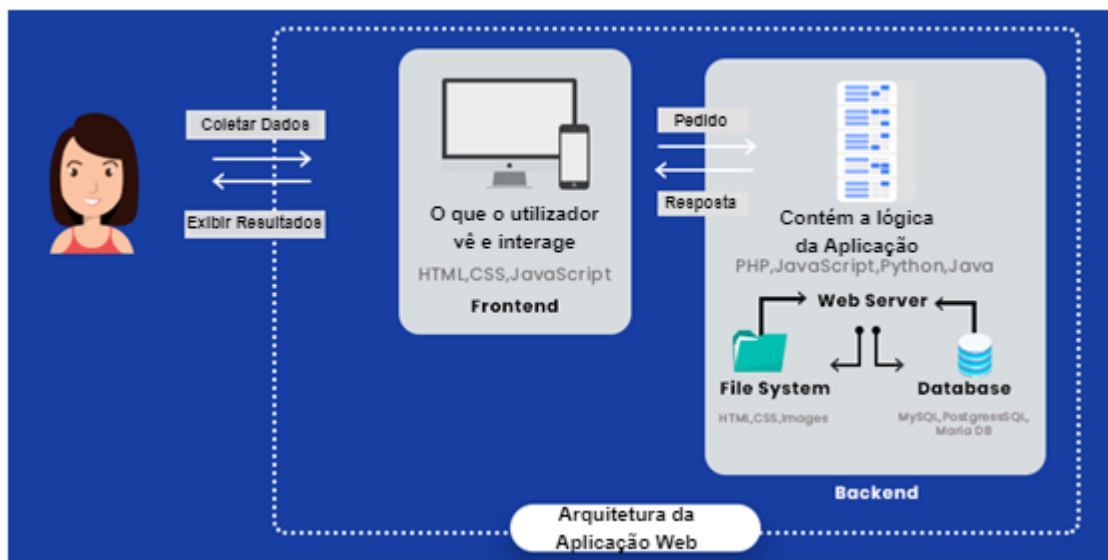 Coletar Dados
Exibir Resultados
O que o utilizador
vê e interage
HTML,CSS,JavaScript
Frontend
Pedido
Resposta
Contém a lógica
da Aplicação
PHP,JavaScript,Python,Java
Web Server
File System
HTML,CSS,Images
Database
MySQL,PostgressSQL,
Maria DB
Backend
Arquitetura da
Aplicação Web